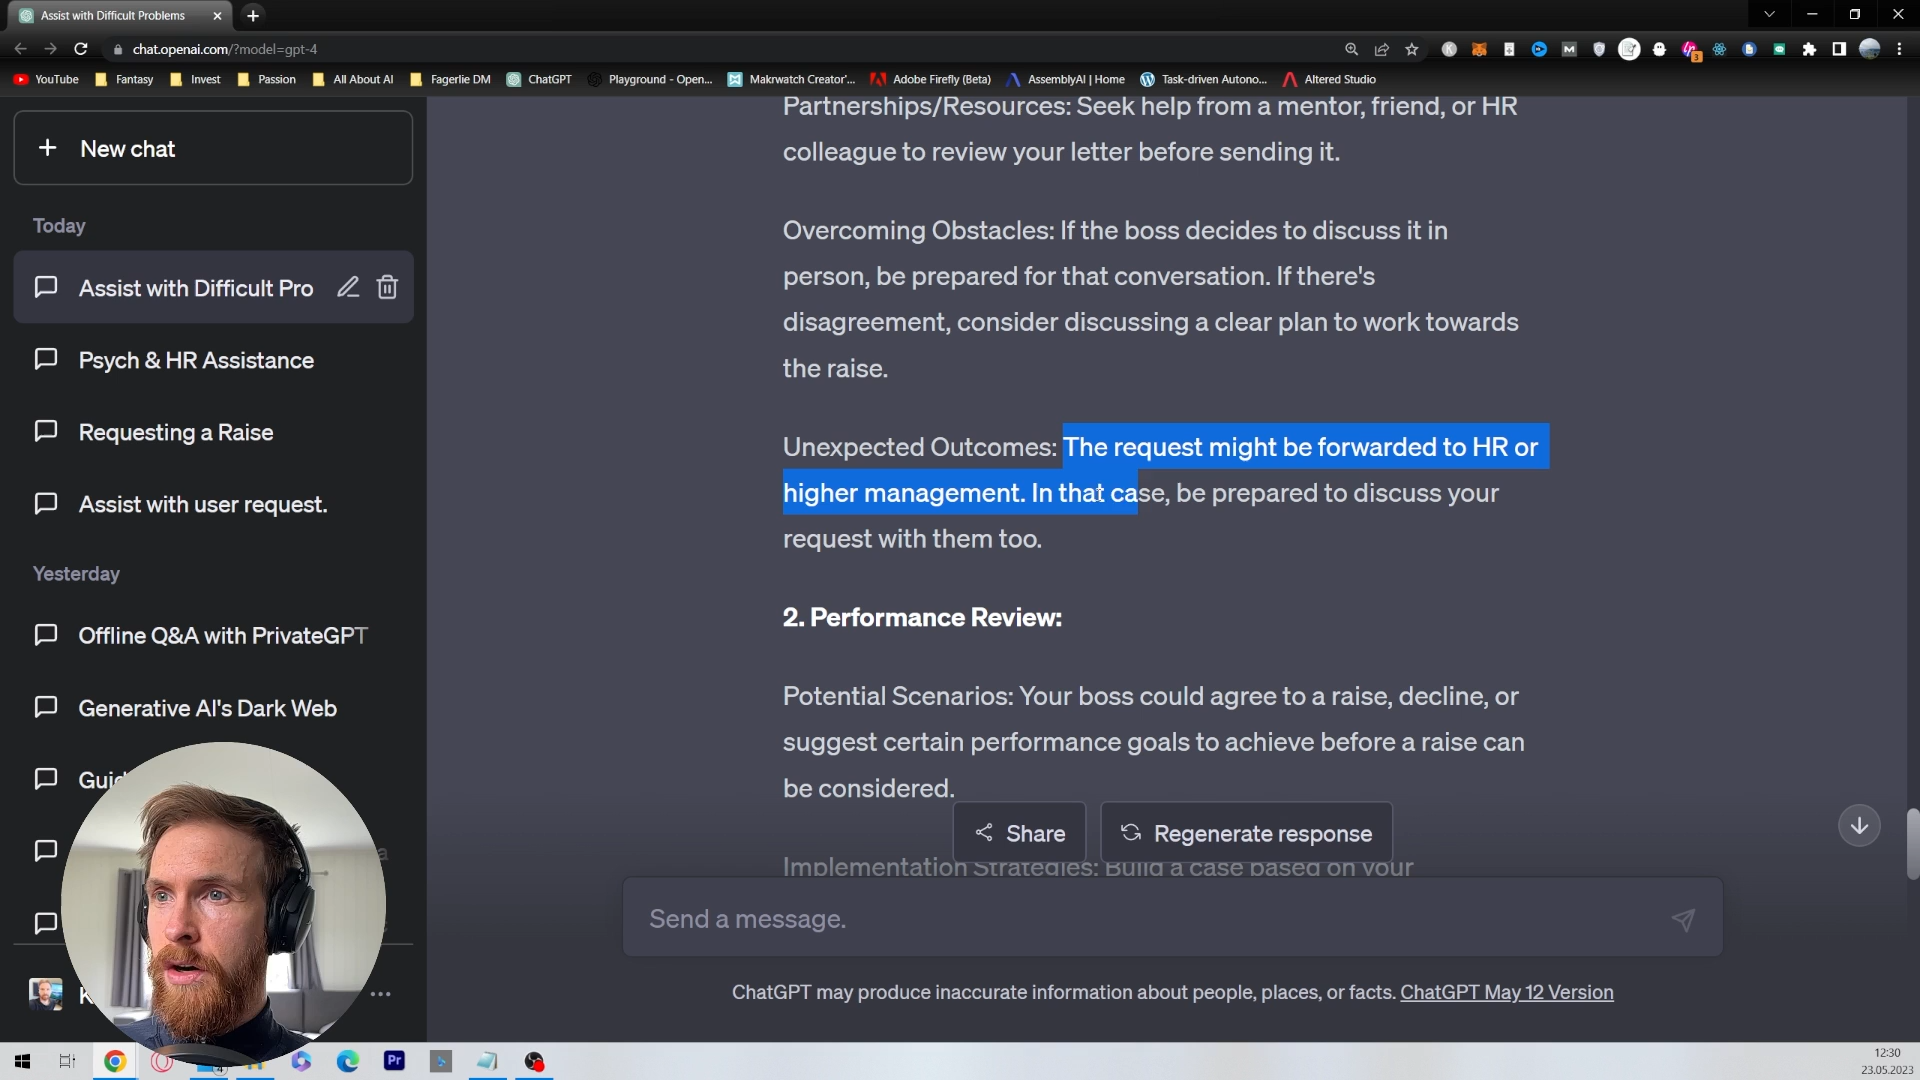 Assist with Difficult Problems
chat.openai.com/?model=gpt-4
YouTube
Fantasy
Invest
Passion
All About AI
Fagerlie DM
ChatGPT
Playground - Open...
Makrwatch Creator'...
Adobe Firefly (Beta)
AssemblyAI | Home
Task-driven Autono...
Altered Studio
New chat
Today
Assist with Difficult Pro
Psych & HR Assistance
Requesting a Raise
Assist with user request.
Yesterday
Offline Q&A with PrivateGPT
Generative AI's Dark Web
Partnerships/Resources: Seek help from a mentor, friend, or HR
colleague to review your letter before sending it.
Overcoming Obstacles: If the boss decides to discuss it in
person, be prepared for that conversation. If there's
disagreement, consider discussing a clear plan to work towards
the raise.
Unexpected Outcomes: The request might be forwarded to HR or
higher management. In that case, be prepared to discuss your
request with them too.
2. Performance Review:
Potential Scenarios: Your boss could agree to a raise, decline, or
suggest certain performance goals to achieve before a raise can
be considered.
Share
Regenerate response
Implementation Strategies: Build a case based on your
Send a message.
ChatGPT may produce inaccurate information about people, places, or facts. ChatGPT May 12 Version
Pr
12:30
23.05.2023